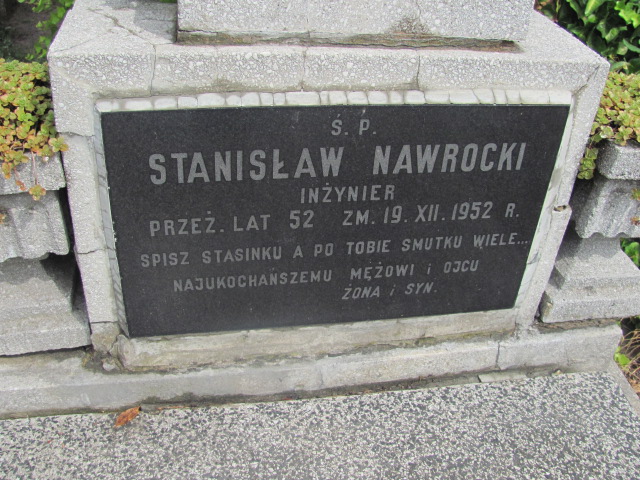 Ś. P.
STANISŁAW NAWROCKI
INŻYNIER
PRZEŻ. LAT 52 ZM. 19. XII. 1952 R.
SPISZ STASINKU A PO TOBIE SMUTKU WIELE...
NAJUKOCHAŃSZEMU MĘŻOWI i OJCU
ŻONA i SYN.